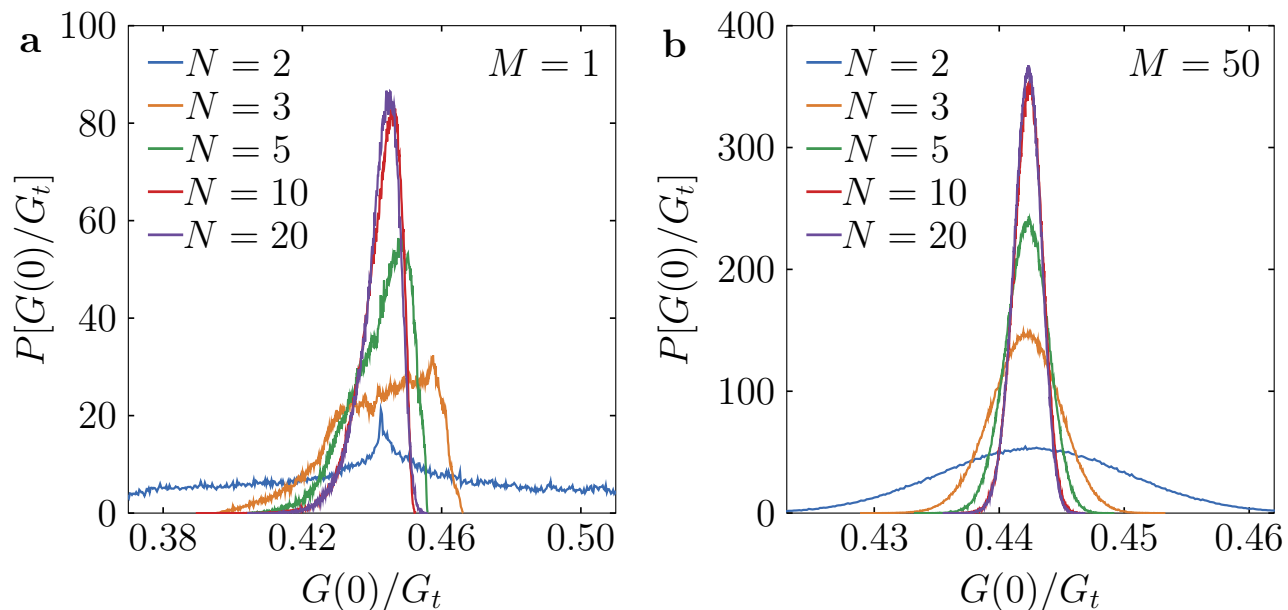 a
100
80
60
40
20
0
P[G(0)/G_t]
N = 2
N = 3
N = 5
N = 10
N = 20
M = 1
0.38
0.42
0.46
0.50
G(0)/G_t
b
400
300
200
100
0
P[G(0)/G_t]
N = 2
N = 3
N = 5
N = 10
N = 20
M = 50
0.43
0.44
0.45
0.46
G(0)/G_t